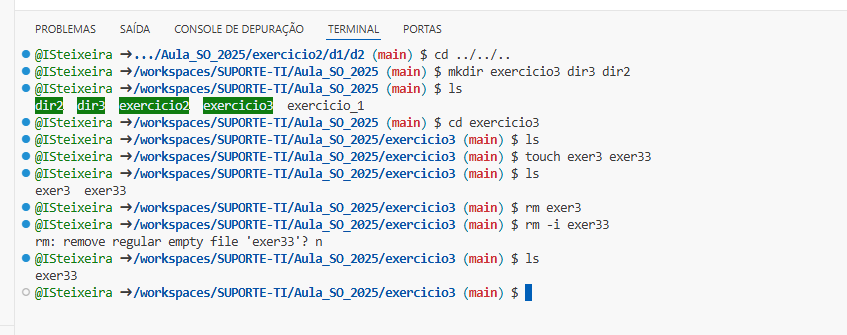 PROBLEMAS SAÍDA CONSOLE DE DEPURAÇÃO TERMINAL PORTAS
@ISteixeira ➜.../Aula_SO_2025/exercicio2/d1/d2 (main) $ cd ../../..
@ISteixeira ➜/workspaces/SUPORTE-TI/Aula_SO_2025 (main) $ mkdir exercicio3 dir3 dir2
@ISteixeira ➜/workspaces/SUPORTE-TI/Aula_SO_2025 (main) $ ls
dir2 dir3 exercicio2 exercicio3 exercicio_1
@ISteixeira ➜/workspaces/SUPORTE-TI/Aula_SO_2025 (main) $ cd exercicio3
@ISteixeira ➜/workspaces/SUPORTE-TI/Aula_SO_2025/exercicio3 (main) $ ls
@ISteixeira ➜/workspaces/SUPORTE-TI/Aula_SO_2025/exercicio3 (main) $ touch exer3 exer33
@ISteixeira ➜/workspaces/SUPORTE-TI/Aula_SO_2025/exercicio3 (main) $ ls
exer3 exer33
@ISteixeira ➜/workspaces/SUPORTE-TI/Aula_SO_2025/exercicio3 (main) $ rm exer3
@ISteixeira ➜/workspaces/SUPORTE-TI/Aula_SO_2025/exercicio3 (main) $ rm -i exer33
rm: remove regular empty file 'exer33'? n
@ISteixeira ➜/workspaces/SUPORTE-TI/Aula_SO_2025/exercicio3 (main) $ ls
exer33
@ISteixeira ➜/workspaces/SUPORTE-TI/Aula_SO_2025/exercicio3 (main) $